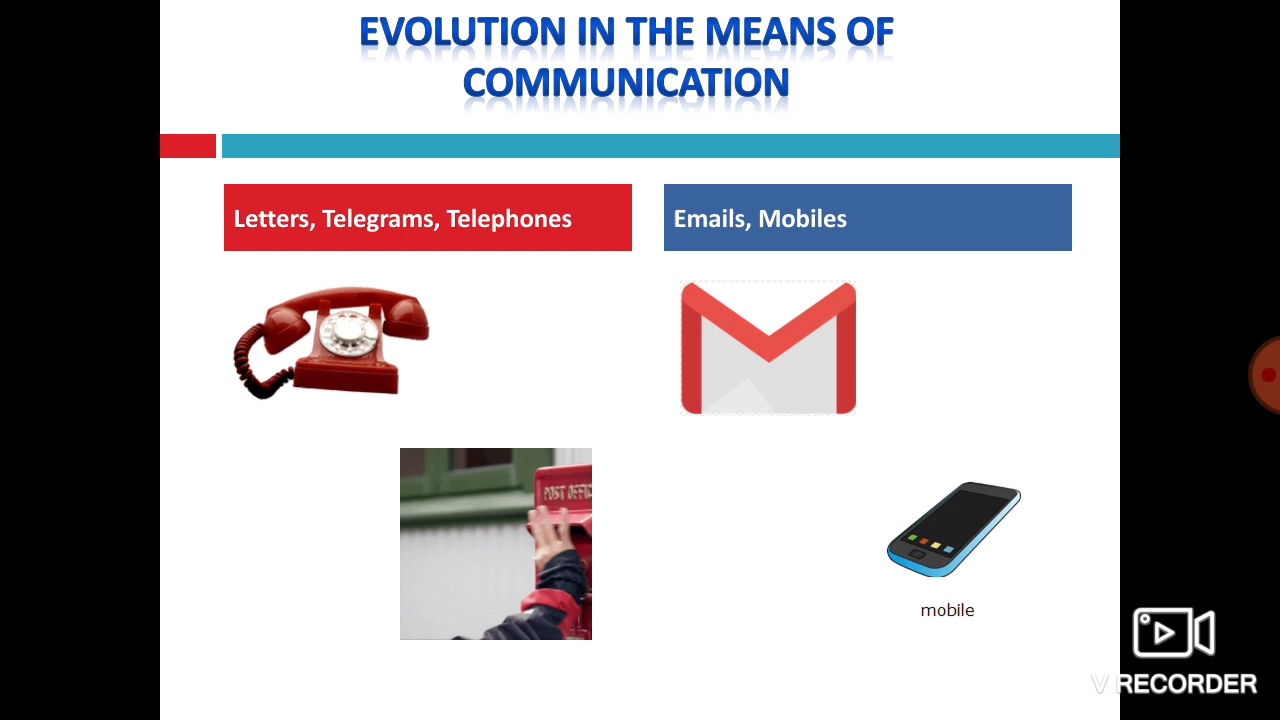 EVOLUTION IN THE MEANS OF
COMMUNICATION
Letters, Telegrams, Telephones
Emails, Mobiles
POST OFFIC
mobile
V RECORDER